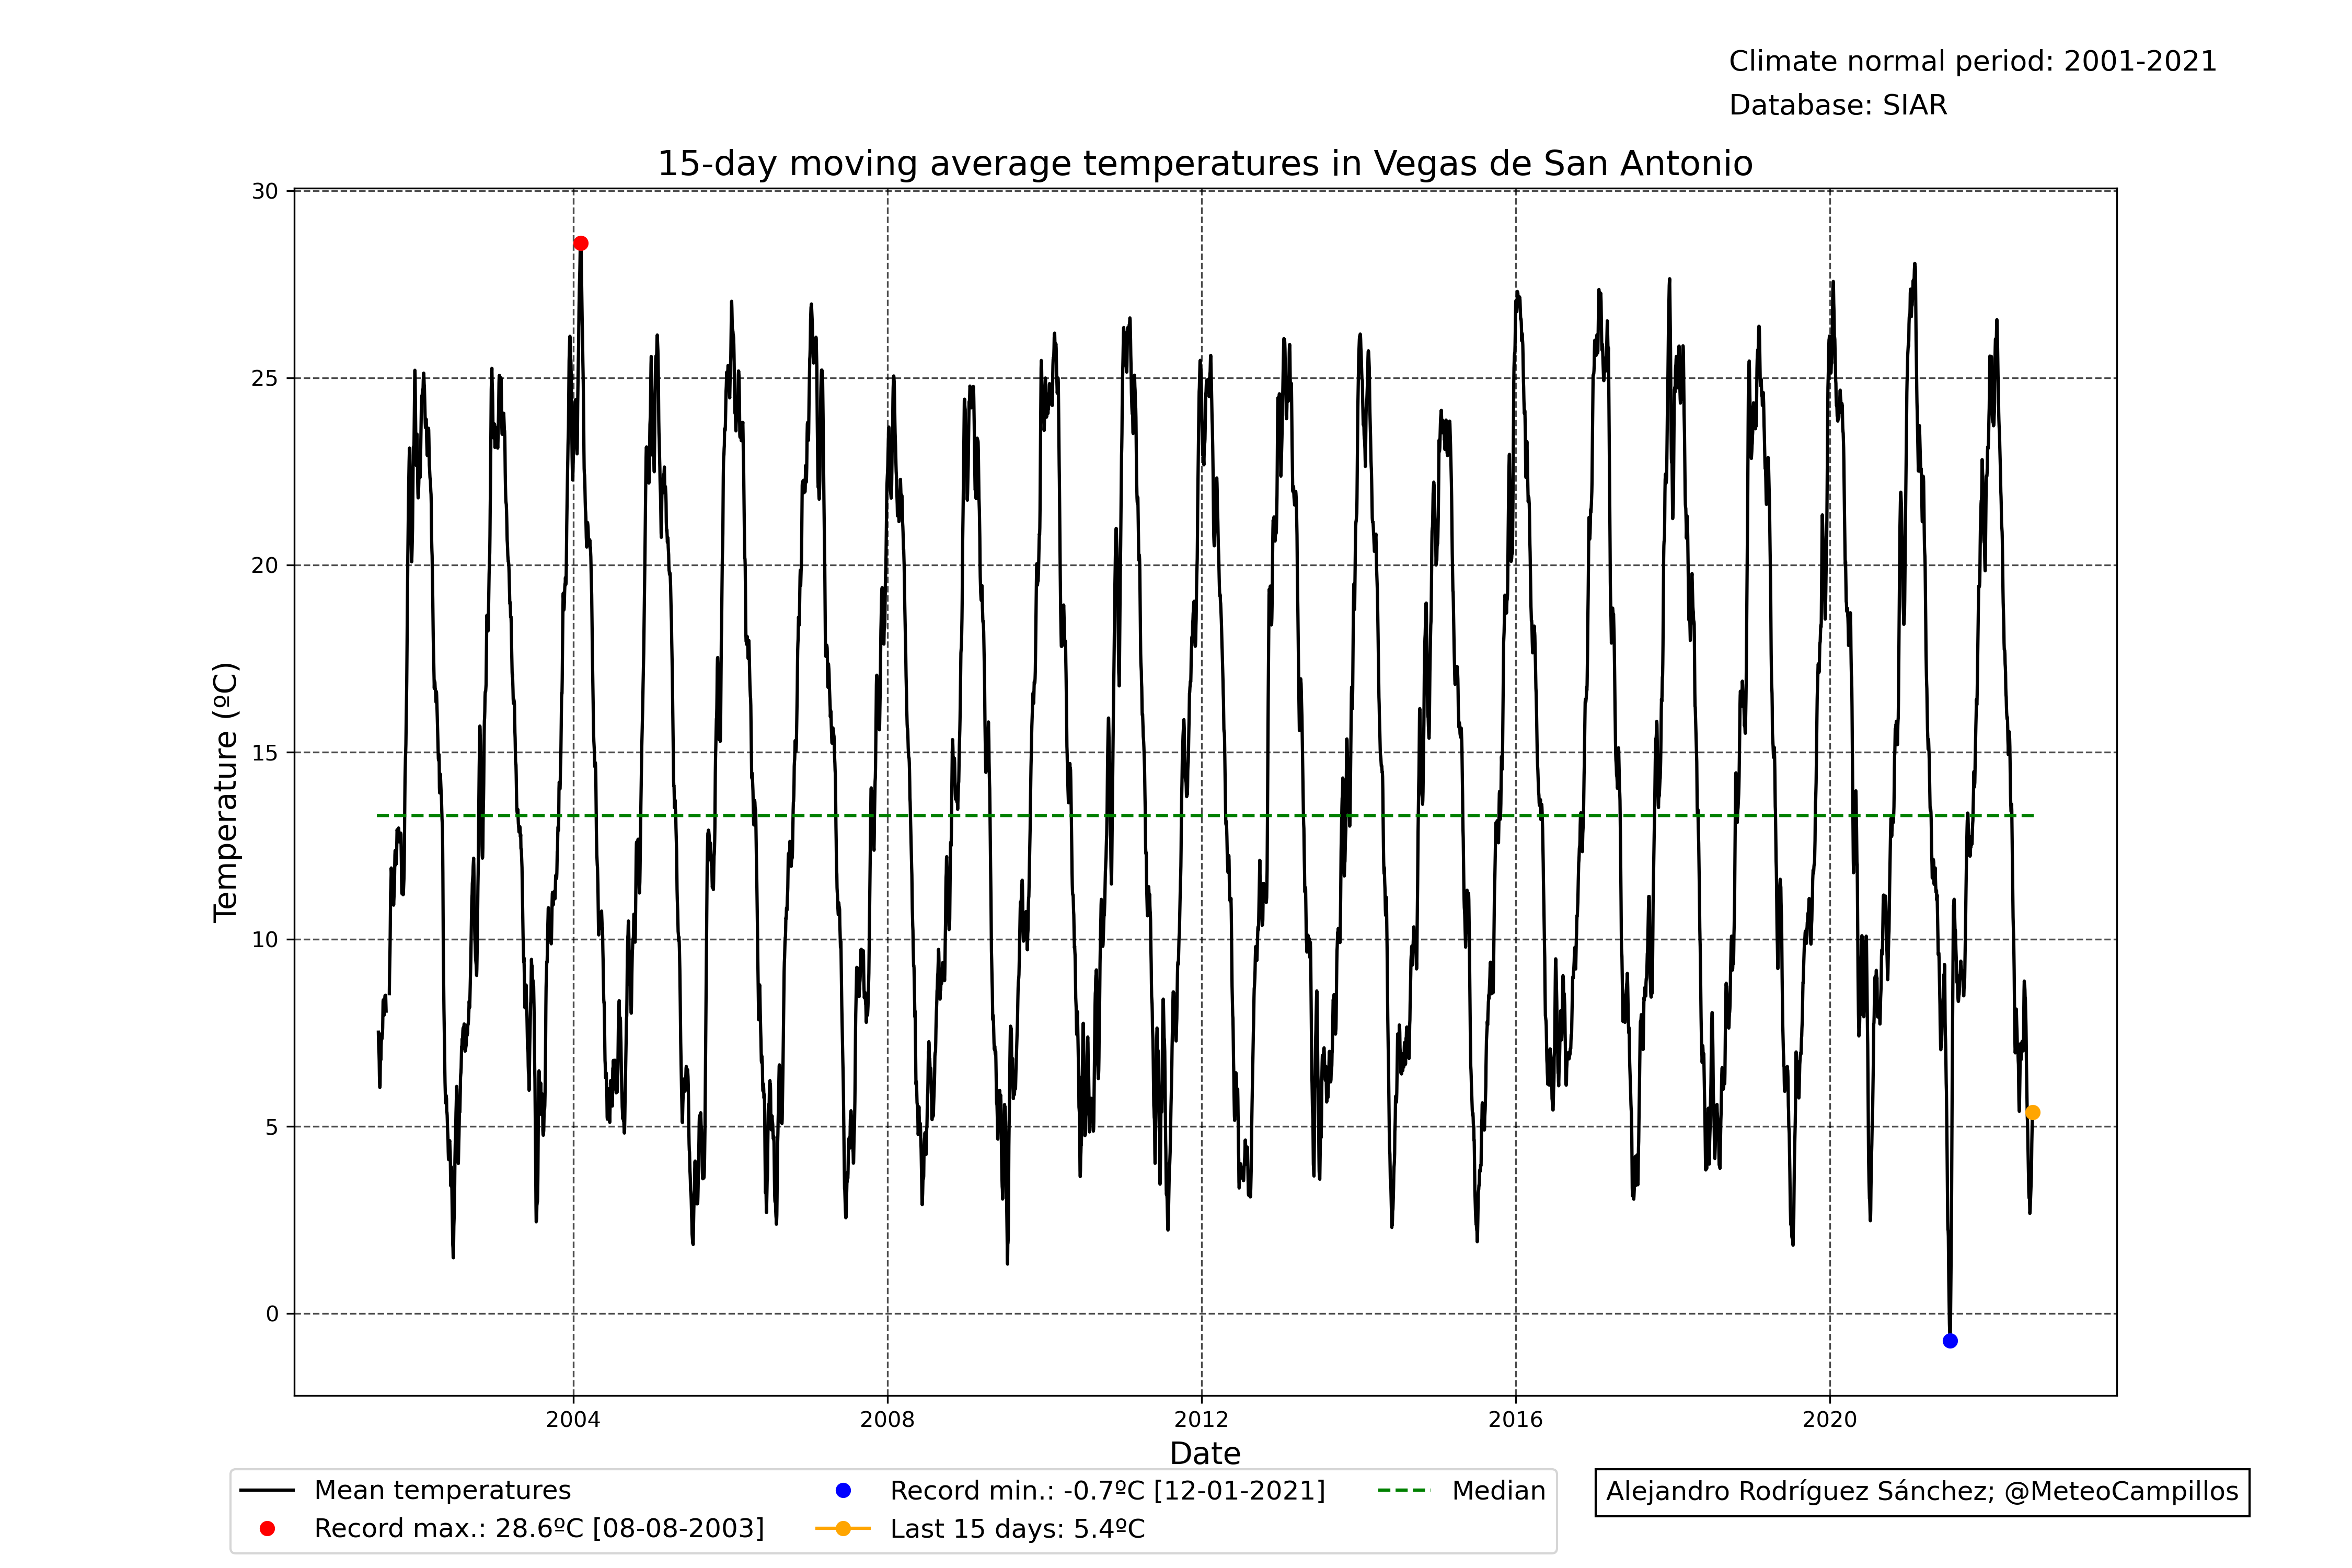 Climate normal period: 2001-2021
Database: SIAR
15-day moving average temperatures in Vegas de San Antonio
30
25
20
15
10
5
0
Temperature (ºC)
2004 2008 2012 2016 2020
Date
Mean temperatures
Record max.: 28.6ºC [08-08-2003]
Record min.: -0.7ºC [12-01-2021]
Last 15 days: 5.4ºC
Median
Alejandro Rodríguez Sánchez; @MeteoCampillos